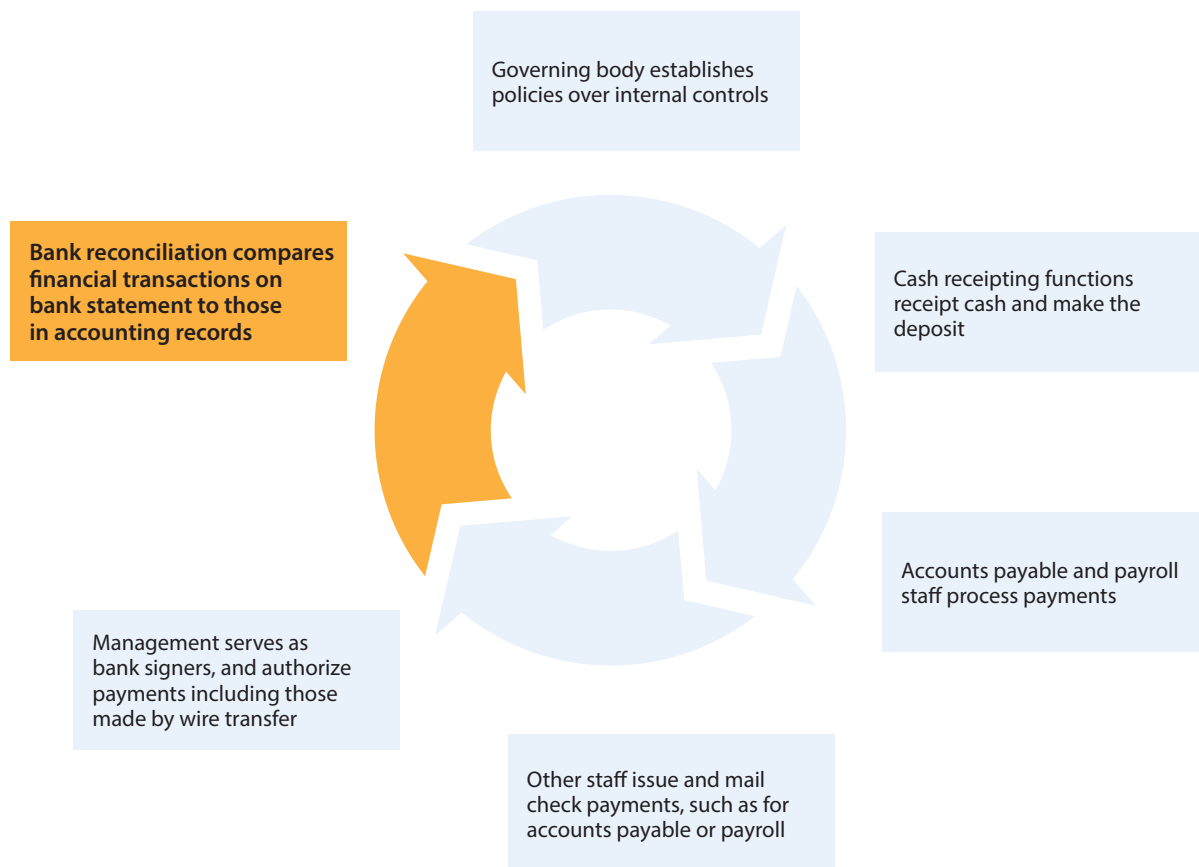 Governing body establishes
policies over internal controls
Bank reconciliation compares
financial transactions on
bank statement to those
in accounting records
Cash receipting functions
receipt cash and make the
deposit
Accounts payable and payroll
staff process payments
Management serves as
bank signers, and authorize
payments including those
made by wire transfer
Other staff issue and mail
check payments, such as for
accounts payable or payroll